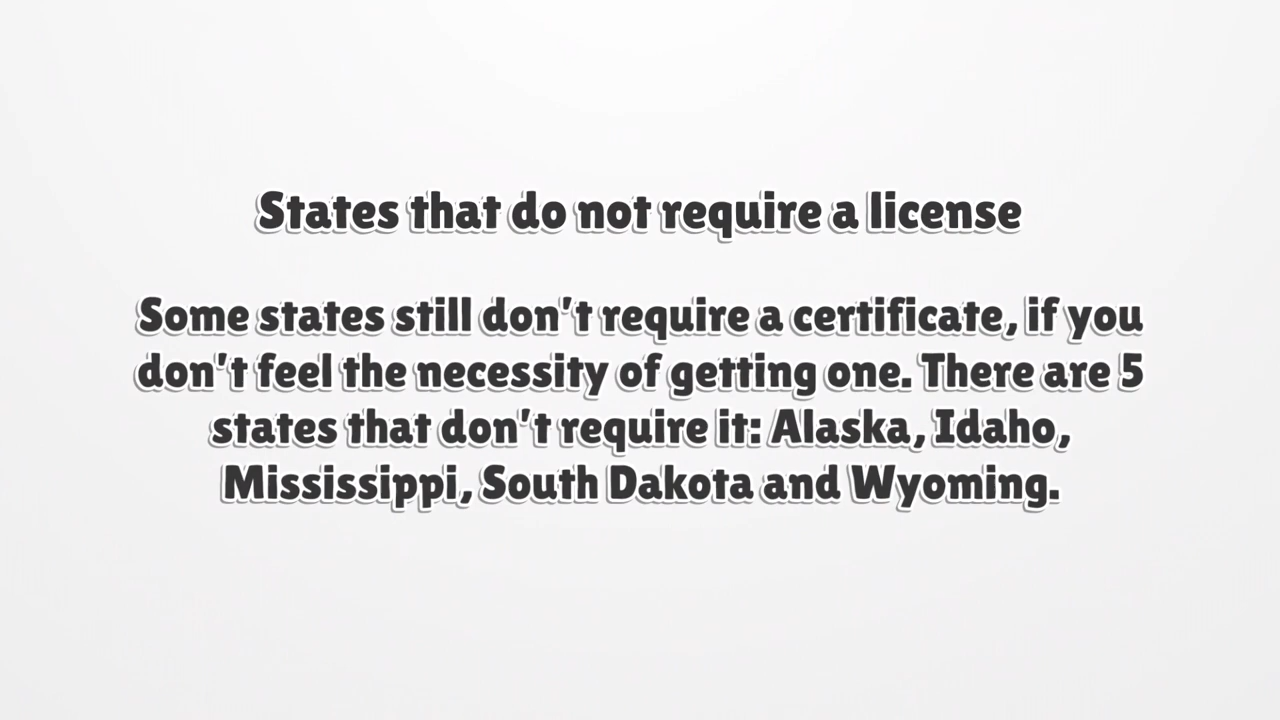 States that do not require a license
Some states still don't require a certificate, if you
don't feel the necessity of getting one. There are 5
states that don't require it: Alaska, Idaho,
Mississippi, South Dakota and Wyoming.